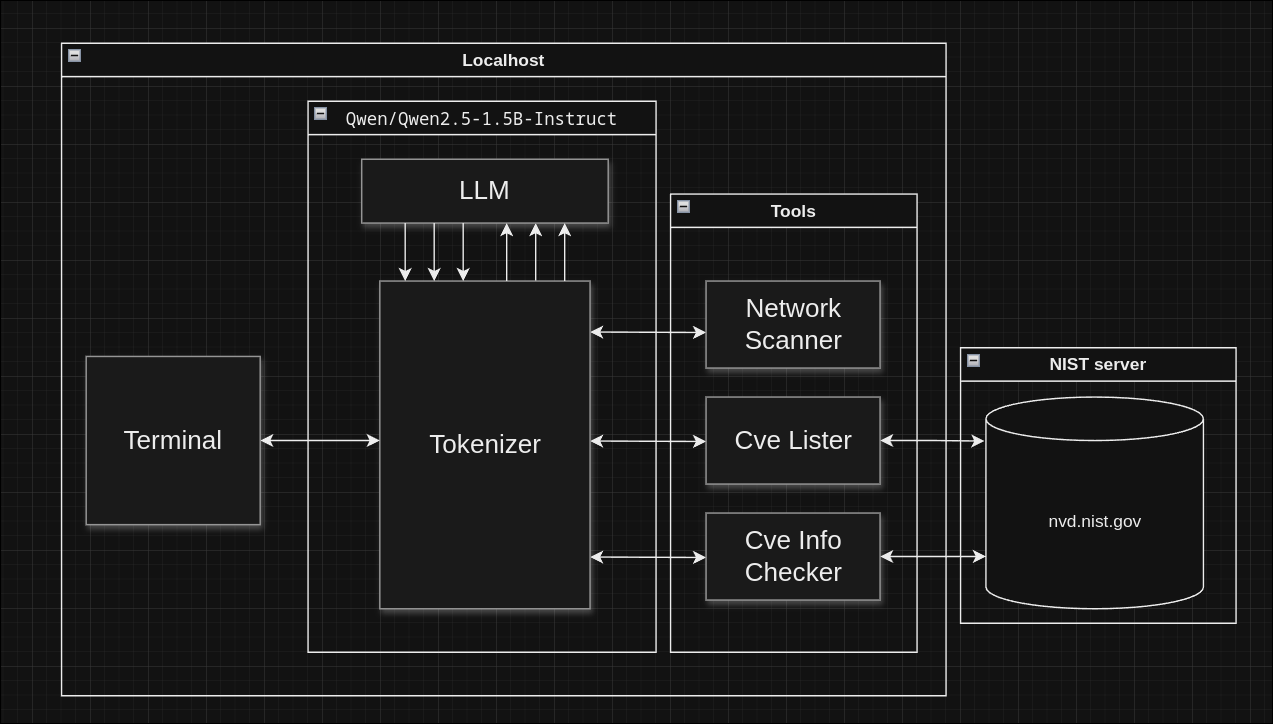 Localhost
Qwen/Qwen2.5-1.5B-Instruct
LLM
Tools
Network
Scanner
NIST server
Terminal
Tokenizer
Cve Lister
nvd.nist.gov
Cve Info
Checker